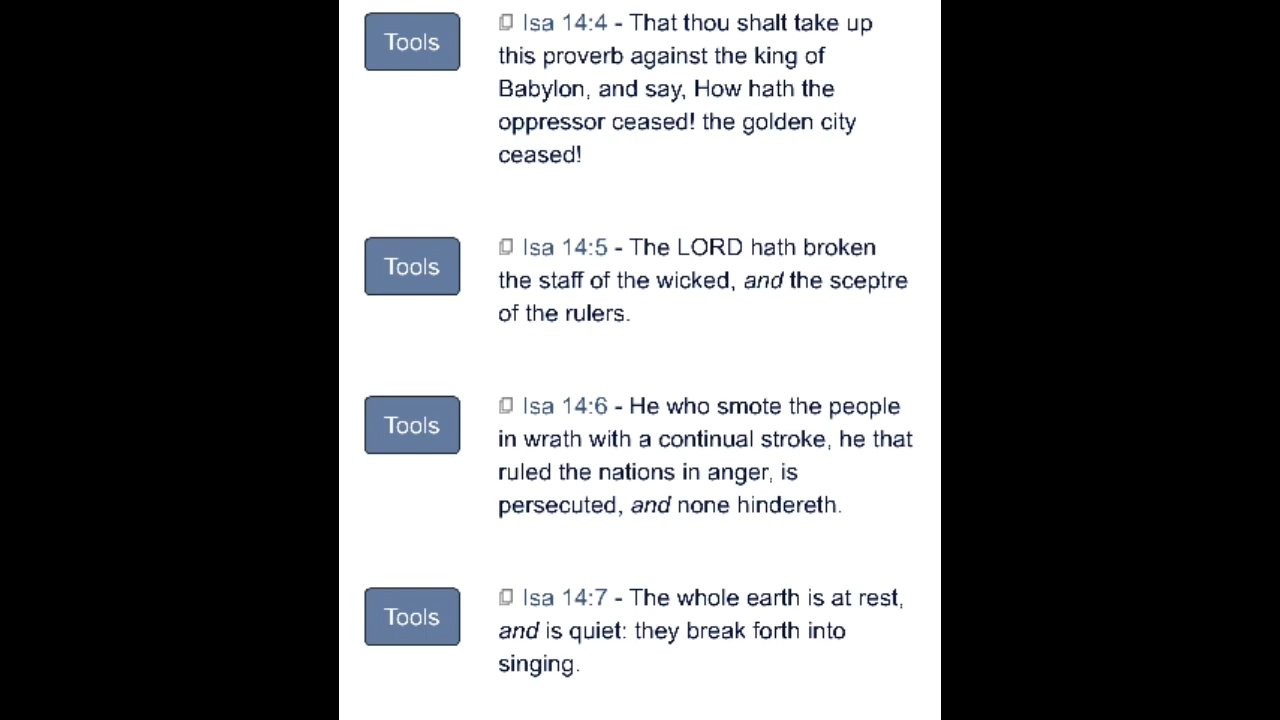 Tools
Isa 14:4 - That thou shalt take up
this proverb against the king of
Babylon, and say, How hath the
oppressor ceased! the golden city
ceased!
Tools
Isa 14:5 - The LORD hath broken
the staff of the wicked, and the sceptre
of the rulers.
Tools
Isa 14:6 - He who smote the people
in wrath with a continual stroke, he that
ruled the nations in anger, is
persecuted, and none hindereth.
Tools
Isa 14:7 - The whole earth is at rest,
and is quiet: they break forth into
singing.